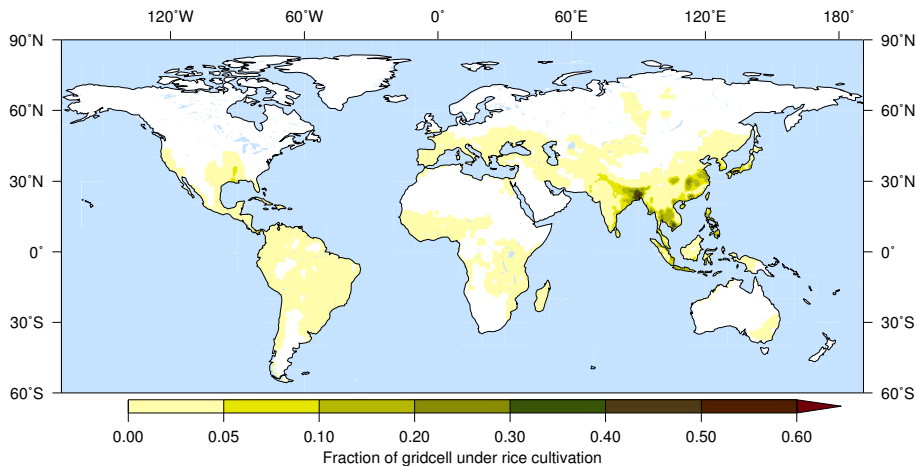 120°W 60°W 0° 60°E 120°E 180°
90°N 90°N
60°N 60°N
30°N 30°N
0° 0°
30°S 30°S
60°S 60°S
0.00 0.05 0.10 0.20 0.30 0.40 0.50 0.60
Fraction of gridcell under rice cultivation